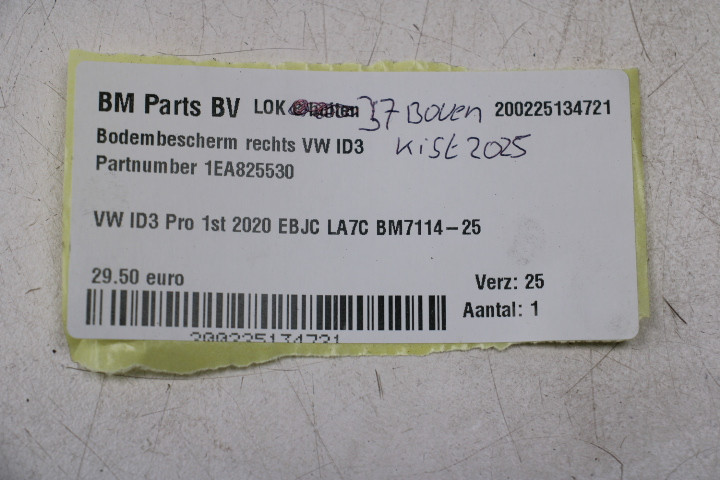 BM Parts BV LOK 37 Boven 200225134721
Bodembescherm rechts VW ID3 Kist 2025
Partnumber 1EA825530
VW ID3 Pro 1st 2020 EBJC LA7C BM7114-25
29.50 euro Verz: 25
Aantal: 1
200225134721